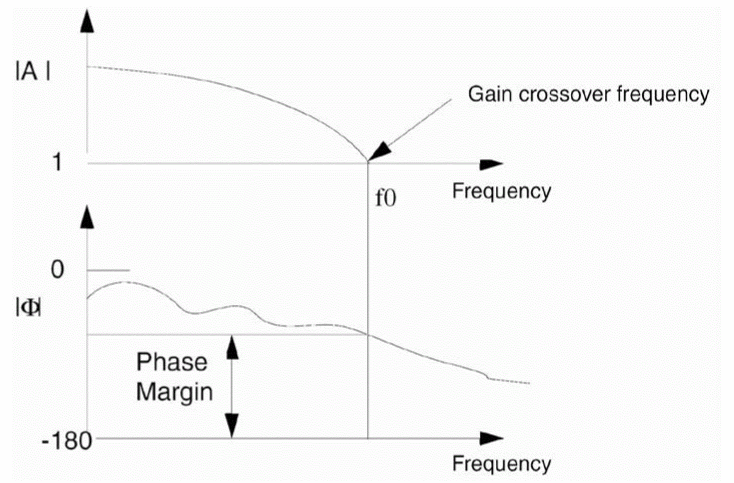 |A |
Gain crossover frequency
1
f0
Frequency
0
|Φ|
Phase
Margin
-180
Frequency